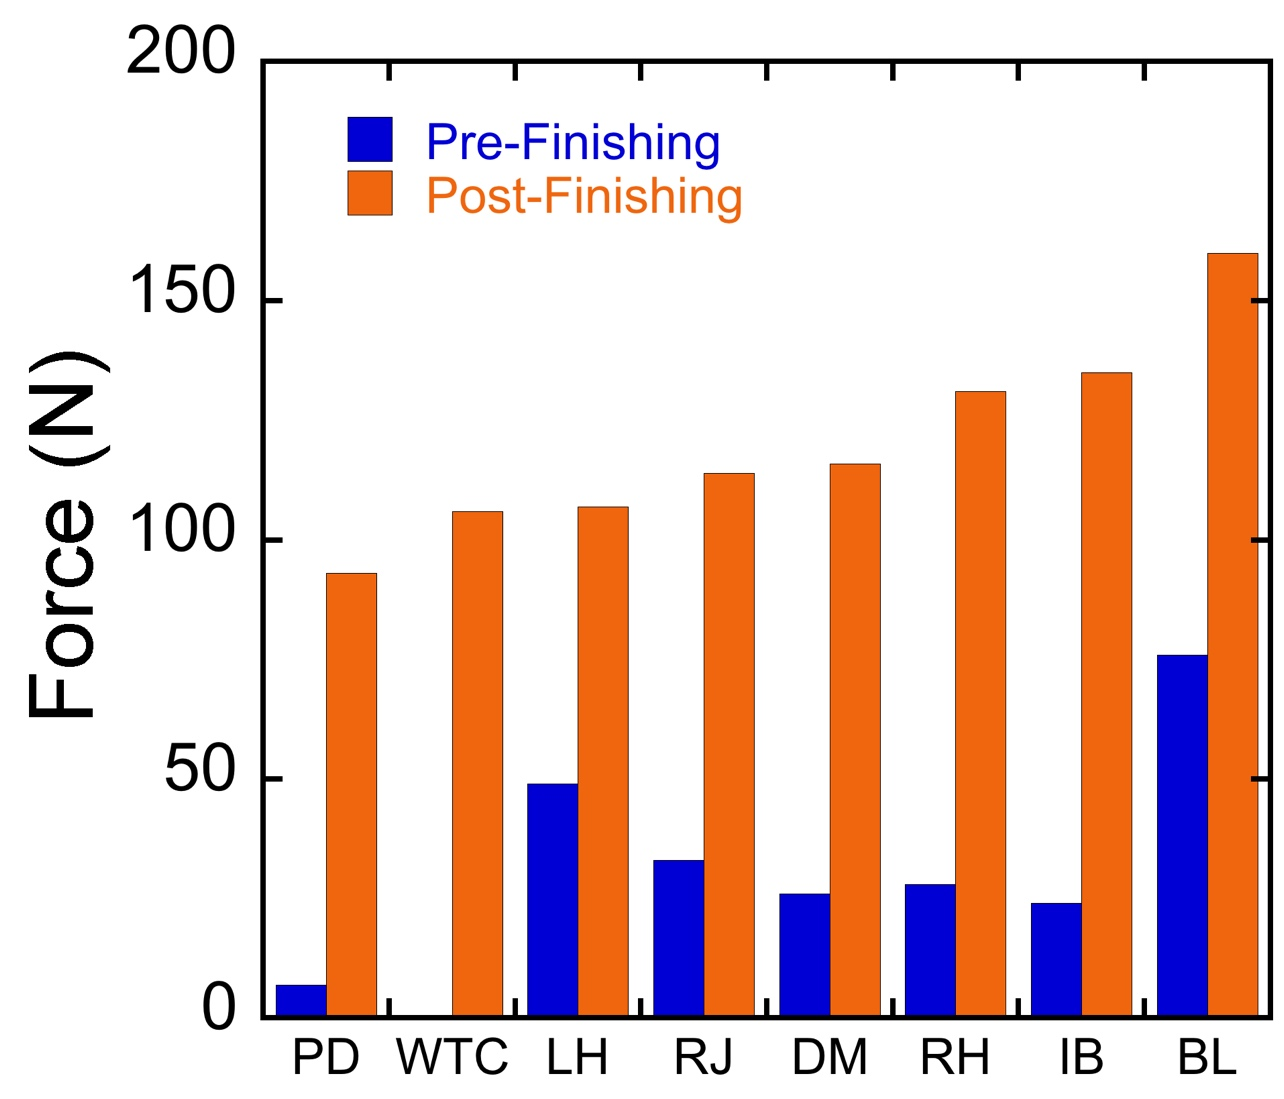 200
Pre-Finishing
Post-Finishing
150
Force (N)
100
50
0
PD WTC LH RJ DM RH IB BL